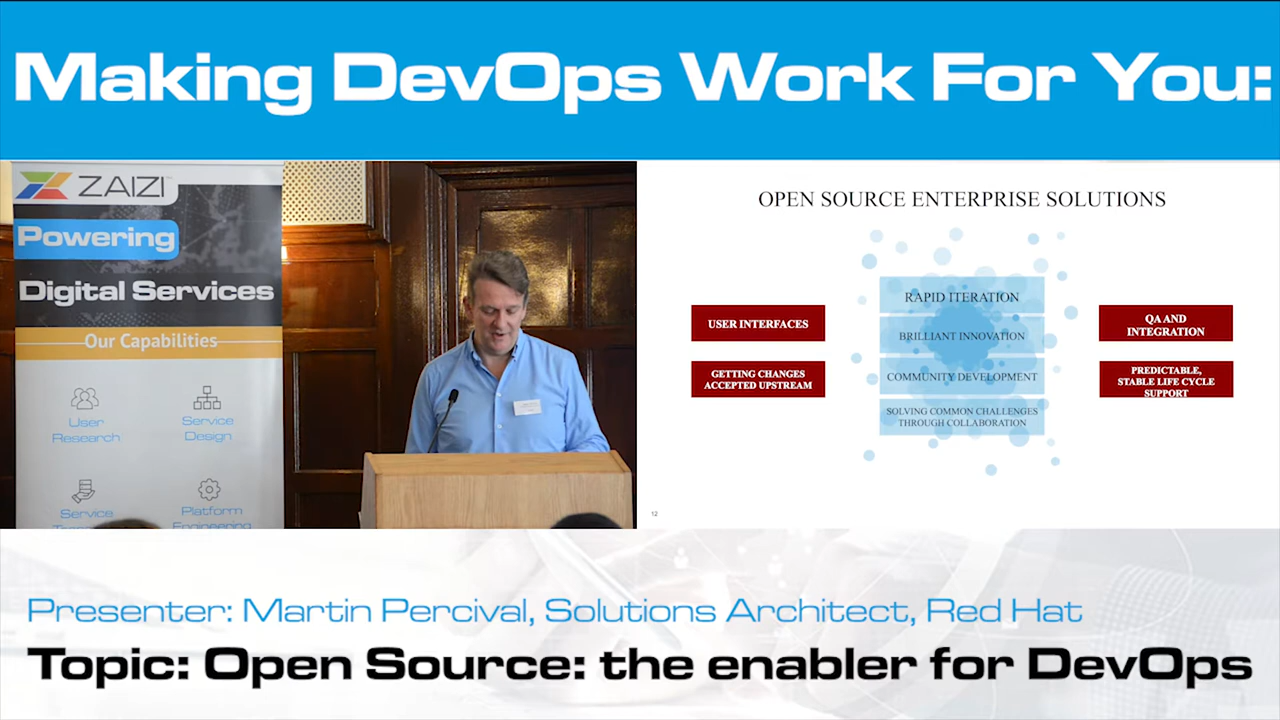 Making DevOps Work For You:
ZAIZI
Powering
Digital Services
Our Capabilities
User
Research
Service
Design
Service
Platform
Engineering
OPEN SOURCE ENTERPRISE SOLUTIONS
USER INTERFACES
GETTING CHANGES
ACCEPTED UPSTREAM
RAPID ITERATION
BRILLIANT INNOVATION
COMMUNITY DEVELOPMENT
SOLVING COMMON CHALLENGES
THROUGH COLLABORATION
QA AND
INTEGRATION
PREDICTABLE,
STABLE LIFE CYCLE
SUPPORT
12
Presenter: Martin Percival, Solutions Architect, Red Hat
Topic: Open Source: the enabler for DevOps